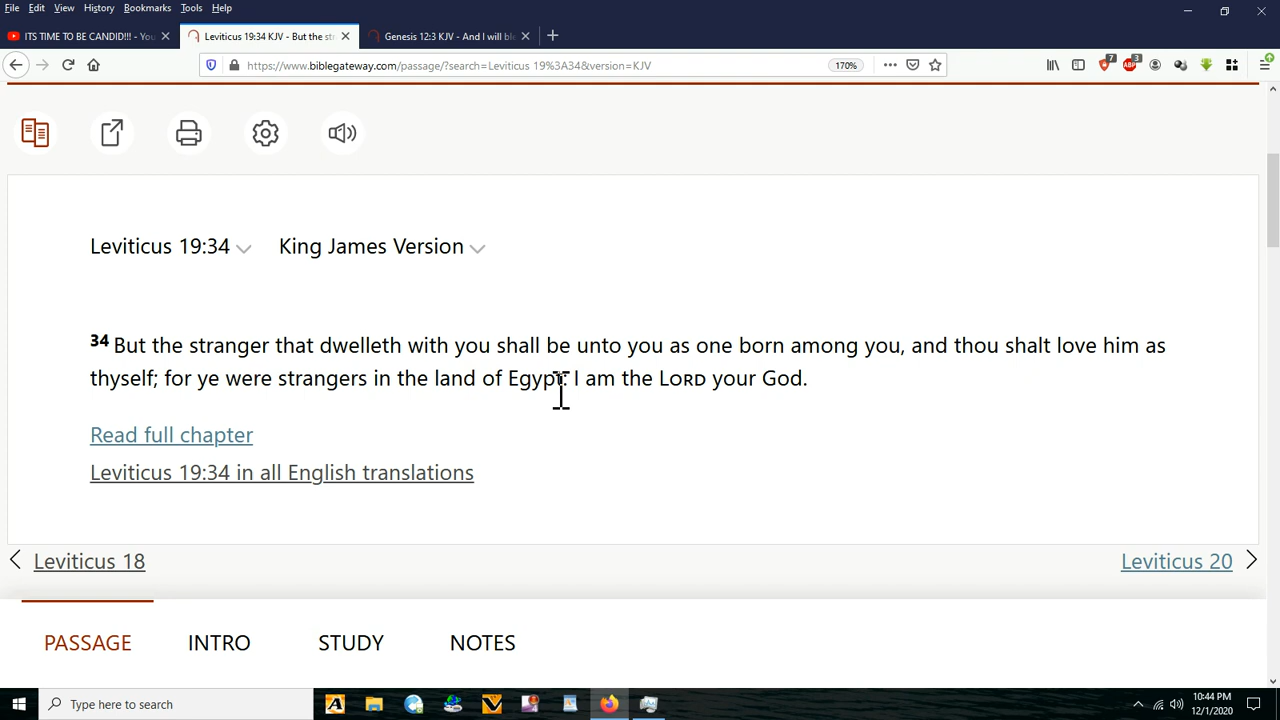 File Edit View History Bookmarks Tools Help
ITS TIME TO BE CANDID!!! - You
Leviticus 19:34 KJV - But the str
Genesis 12:3 KJV - And I will ble
https://www.biblegateway.com/passage/?search=Leviticus 19%3A34&version=KJV
170%
7
3
Leviticus 19:34
King James Version
34 But the stranger that dwelleth with you shall be unto you as one born among you, and thou shalt love him as
thyself; for ye were strangers in the land of Egypt: I am the LORD your God.
Read full chapter
Leviticus 19:34 in all English translations
Leviticus 18
Leviticus 20
PASSAGE INTRO STUDY NOTES
Type here to search
10:44 PM
12/1/2020